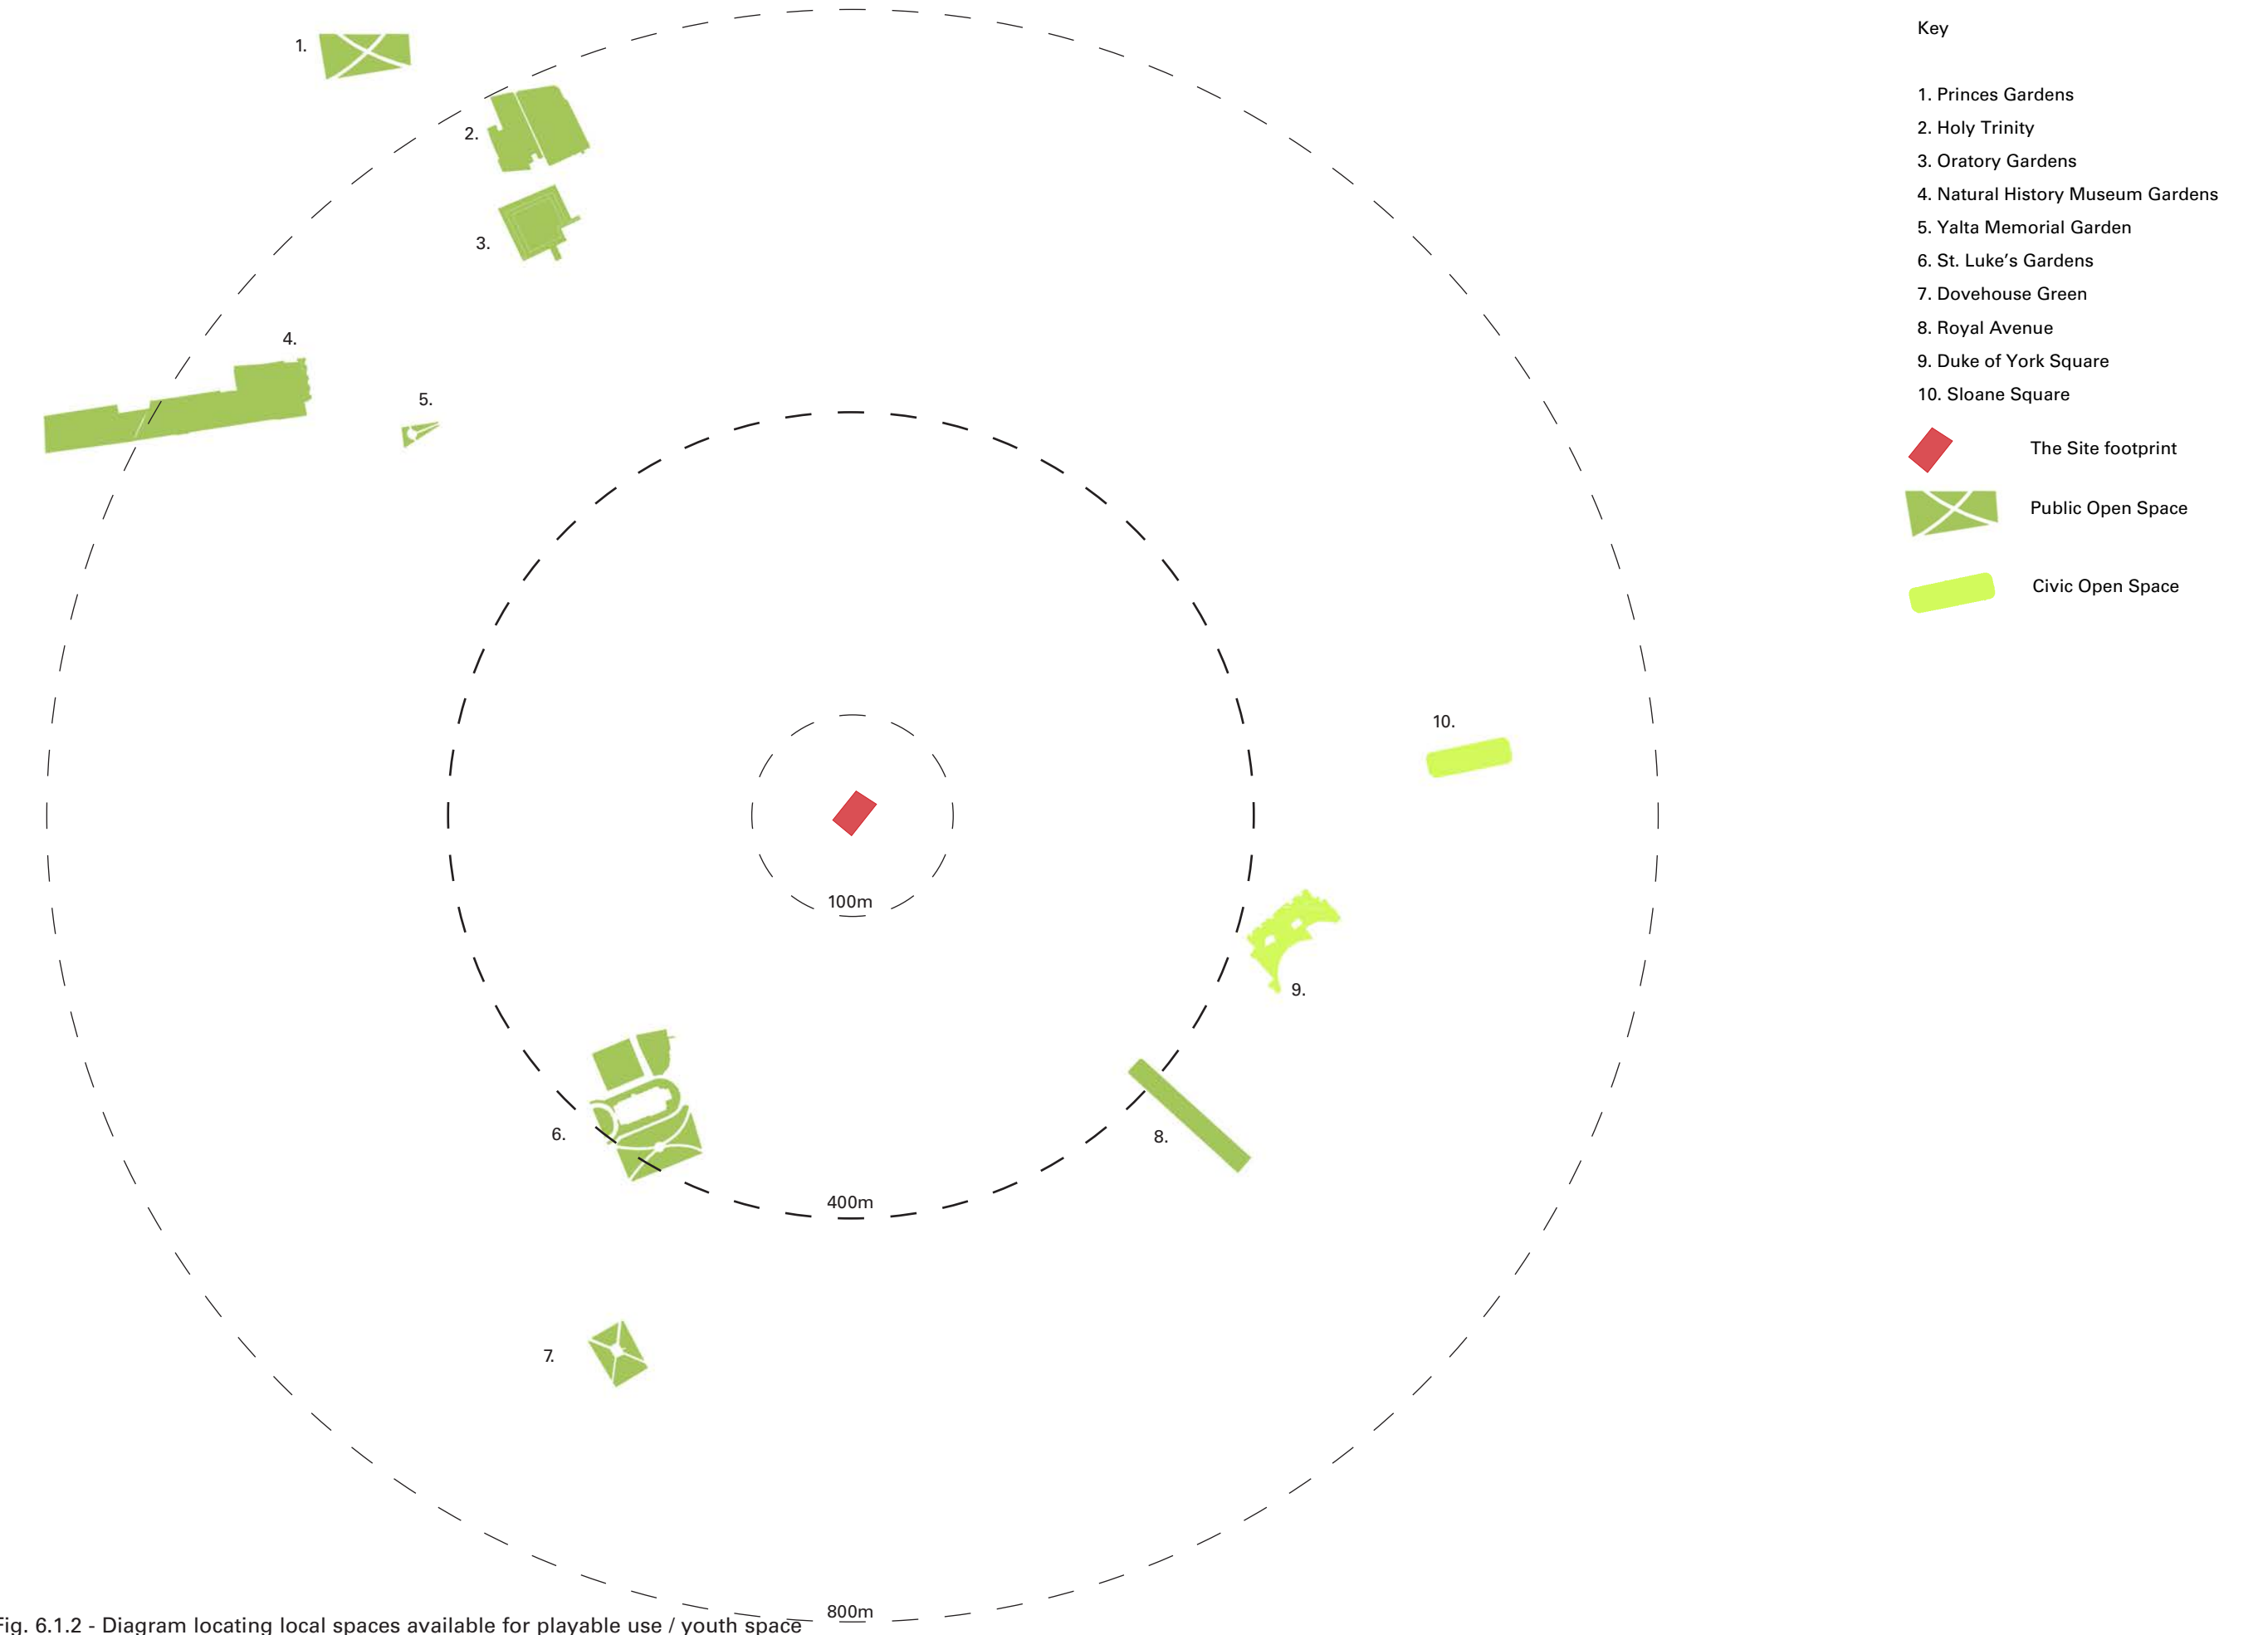 1.
2.
3.
4.
5.
10.
100m
9.
6.
8.
400m
7.
800m
Fig. 6.1.2 - Diagram locating local spaces available for playable use / youth space
Key
1. Princes Gardens
2. Holy Trinity
3. Oratory Gardens
4. Natural History Museum Gardens
5. Yalta Memorial Garden
6. St. Luke’s Gardens
7. Dovehouse Green
8. Royal Avenue
9. Duke of York Square
10. Sloane Square
The Site footprint
Public Open Space
Civic Open Space